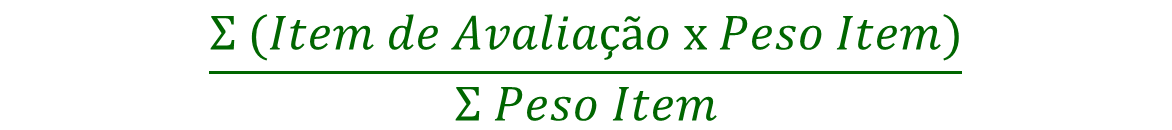 Σ (Item de Avaliação x Peso Item)
Σ Peso Item